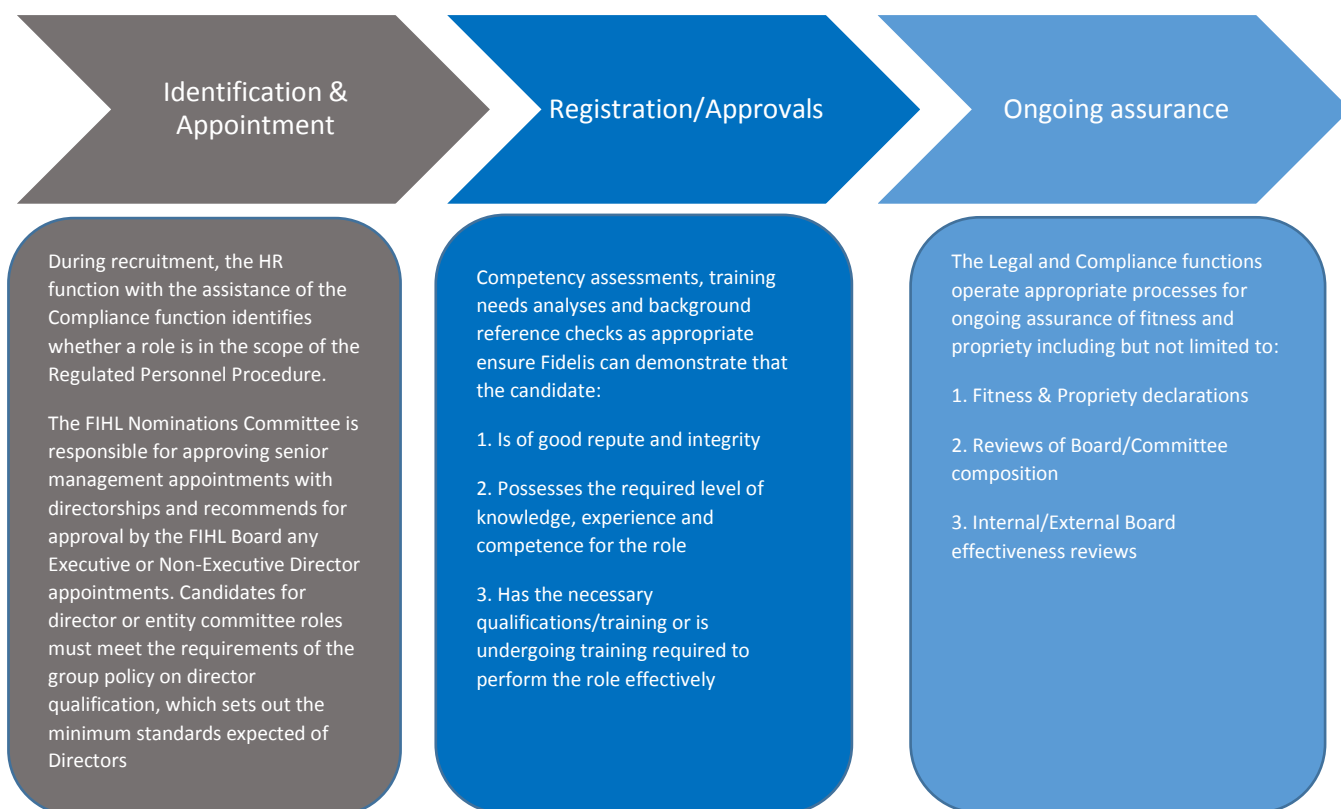 Identification &
Appointment
Registration/Approvals
Ongoing assurance
During recruitment, the HR
function with the assistance of the
Compliance function identifies
whether a role is in the scope of the
Regulated Personnel Procedure.
The FIHL Nominations Committee is
responsible for approving senior
management appointments with
directorships and recommends for
approval by the FIHL Board any
Executive or Non-Executive Director
appointments. Candidates for
director or entity committee roles
must meet the requirements of the
group policy on director
qualification, which sets out the
minimum standards expected of
Directors
Competency assessments, training
needs analyses and background
reference checks as appropriate
ensure Fidelis can demonstrate that
the candidate:
1. Is of good repute and integrity
2. Possesses the required level of
knowledge, experience and
competence for the role
3. Has the necessary
qualifications/training or is
undergoing training required to
perform the role effectively
The Legal and Compliance functions
operate appropriate processes for
ongoing assurance of fitness and
propriety including but not limited to:
1. Fitness & Propriety declarations
2. Reviews of Board/Committee
composition
3. Internal/External Board
effectiveness reviews